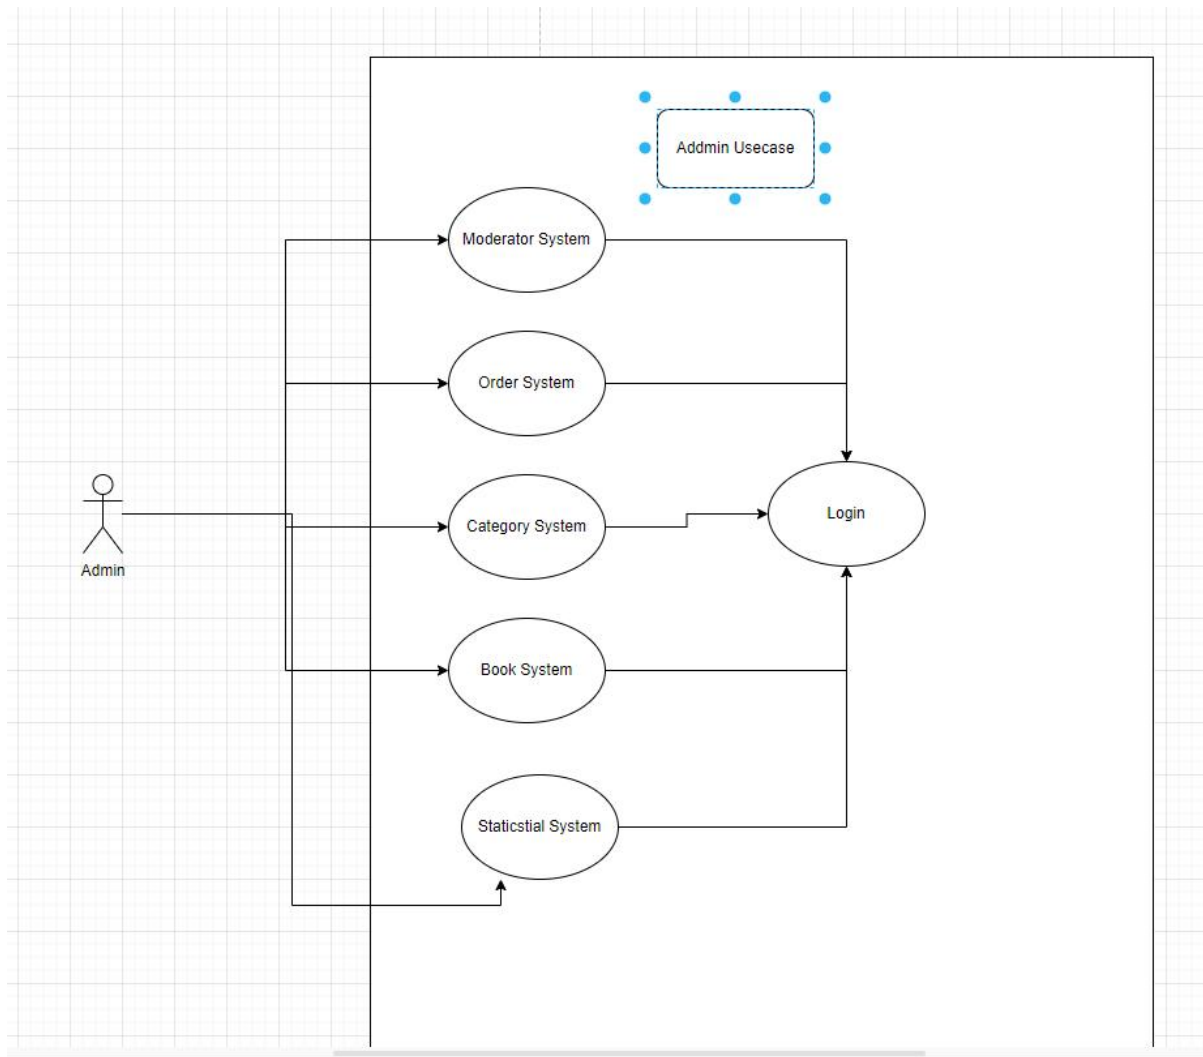 Addmin Usecase
Moderator System
Order System
Login
Category System
Admin
Book System
Staticstial System